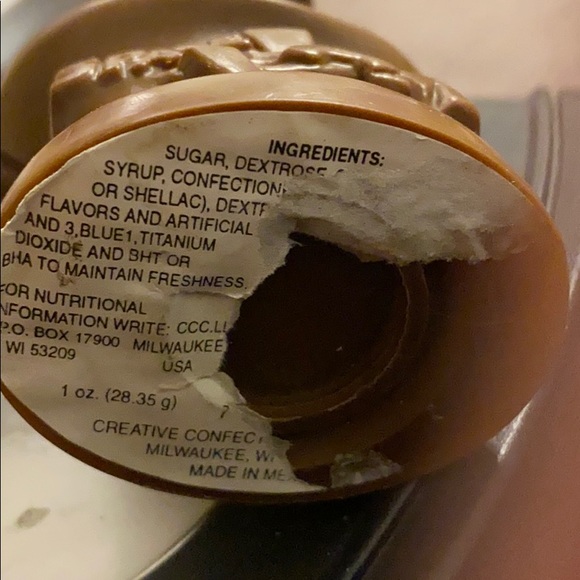 INGREDIENTS:
SUGAR, DEXTROSE,
SYRUP, CONFECTION
OR SHELLAC), DEXT
FLAVORS AND ARTIFICIAL
AND 3,BLUE1,TITANIUM
DIOXIDE AND BHT OR
BHA TO MAINTAIN FRESHNESS.
FOR NUTRITIONAL
INFORMATION WRITE: CCC.LL
P.O. BOX 17900 MILWAUKEE
WI 53209 USA
1 oz. (28.35 g)
CREATIVE CONFEC
MILWAUKEE, WI
MADE IN ME